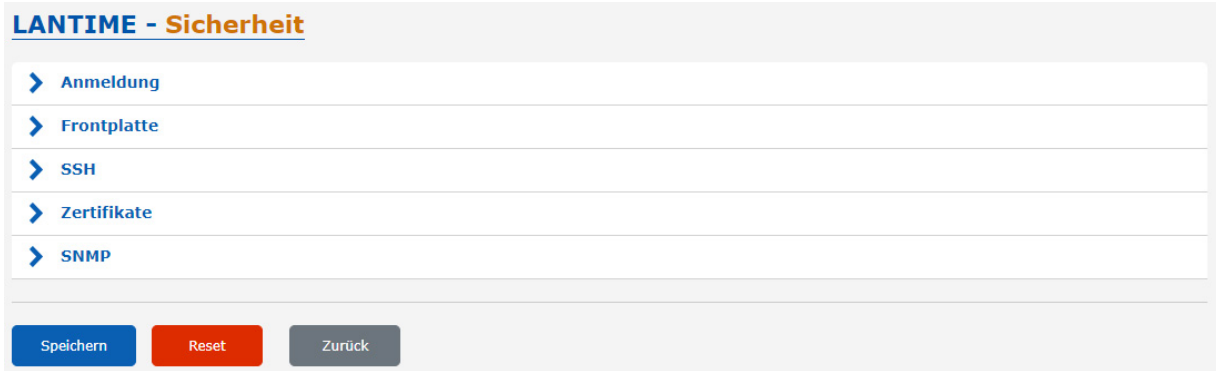 LANTIME - Sicherheit
Anmeldung
Frontplatte
SSH
Zertifikate
SNMP
Speichern Reset Zurück